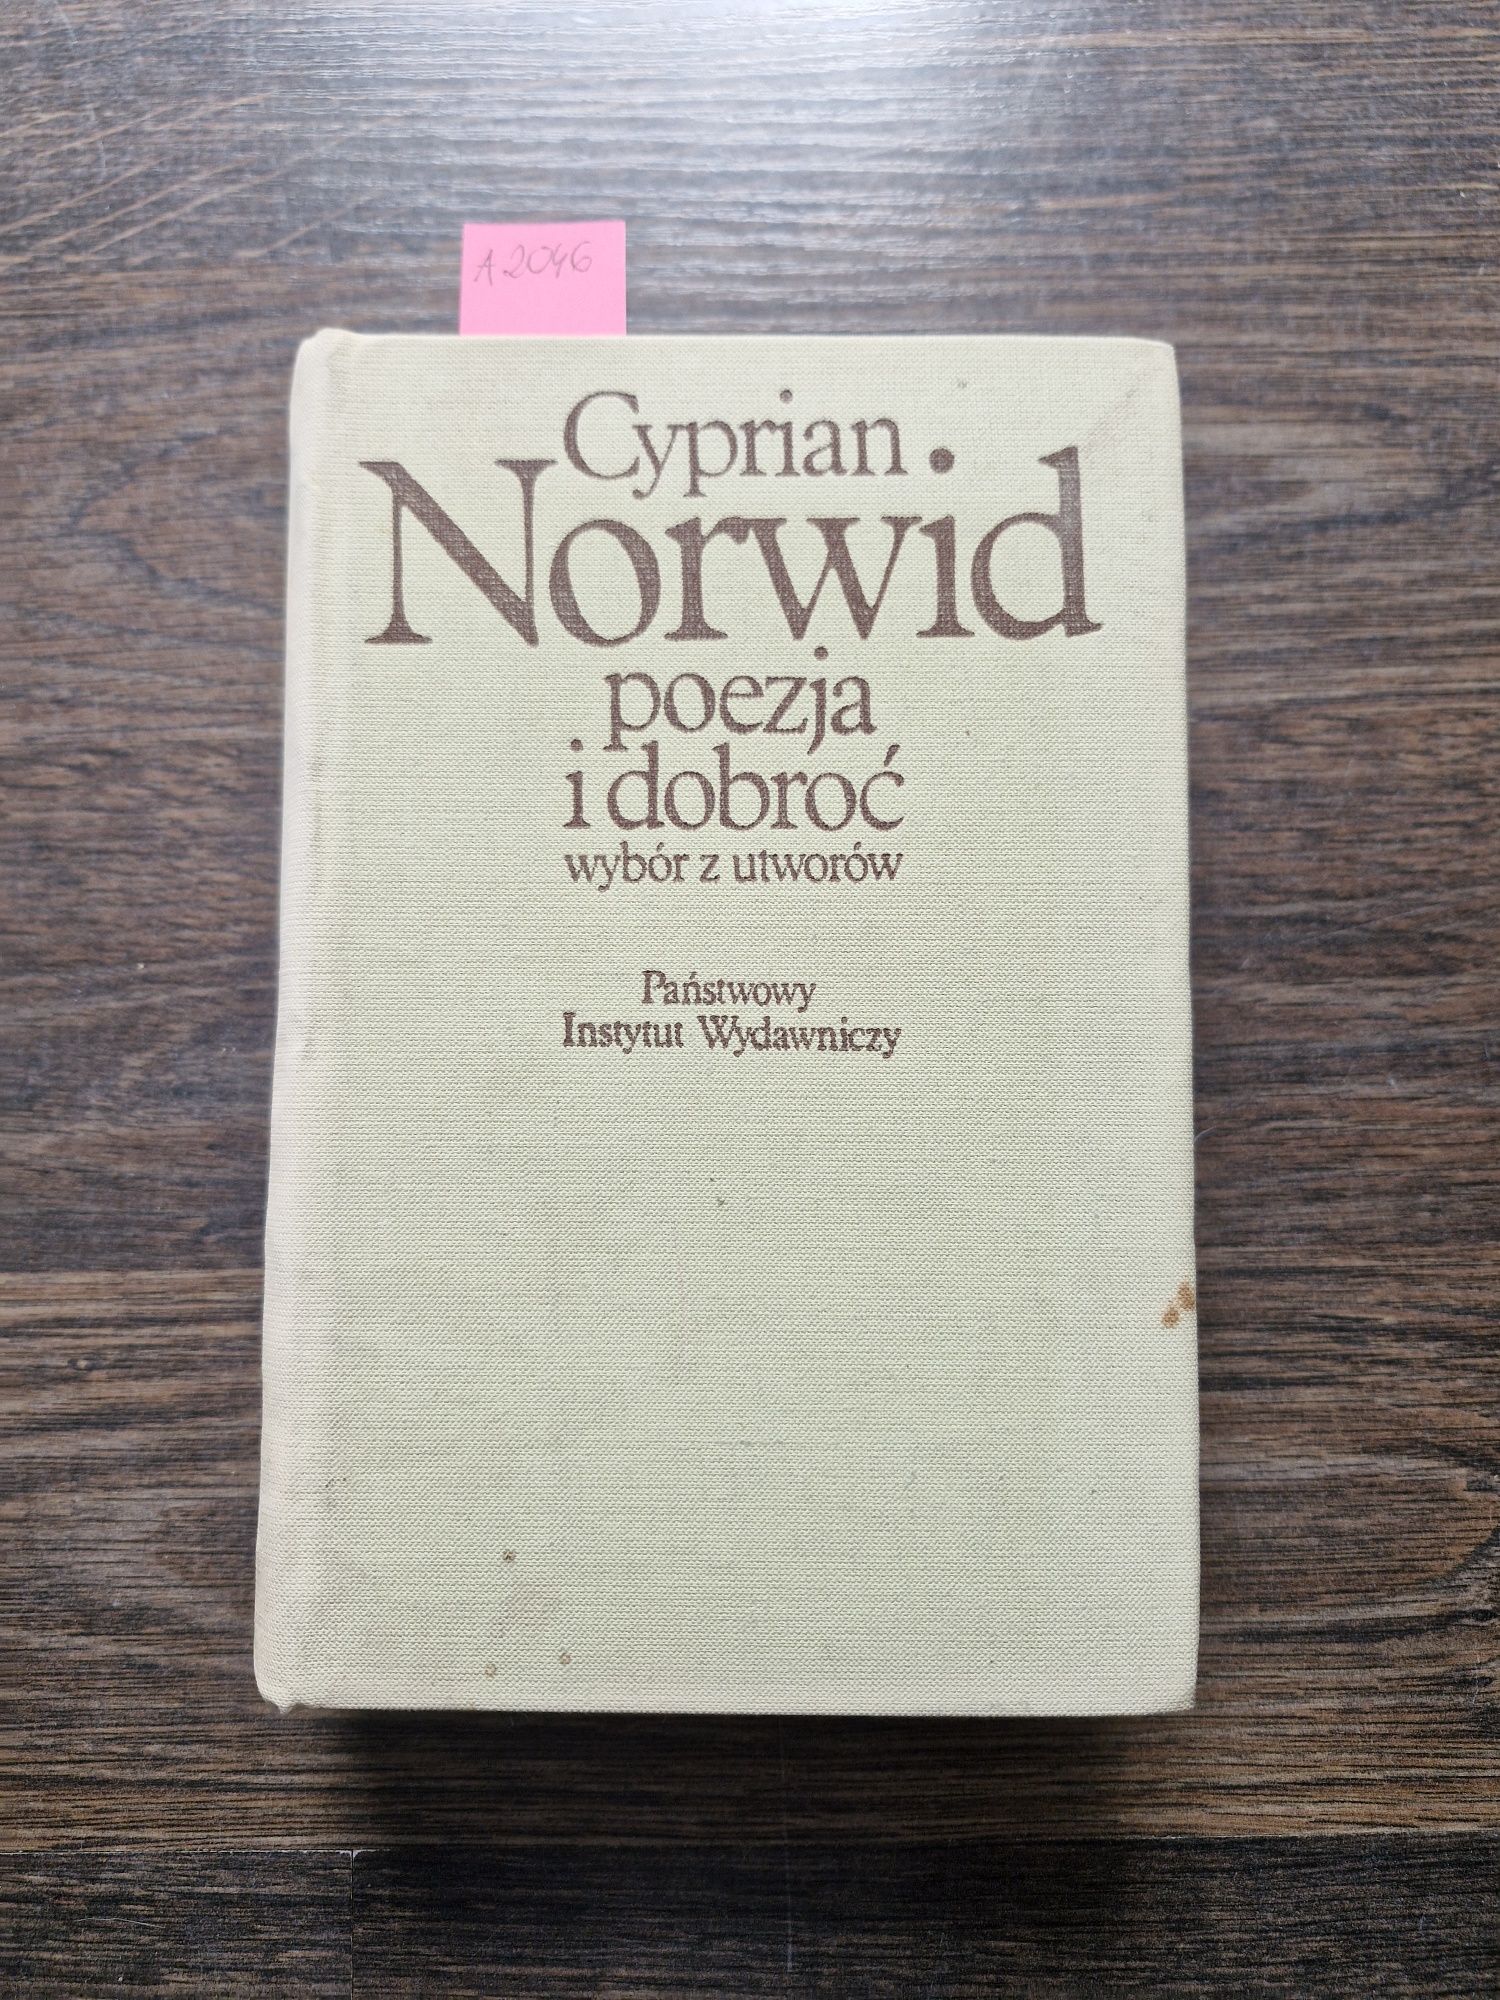 A2046
Cyprian
Norwid
poezja
i dobroć
wybór z utworów
Państwowy
Instytut Wydawniczy